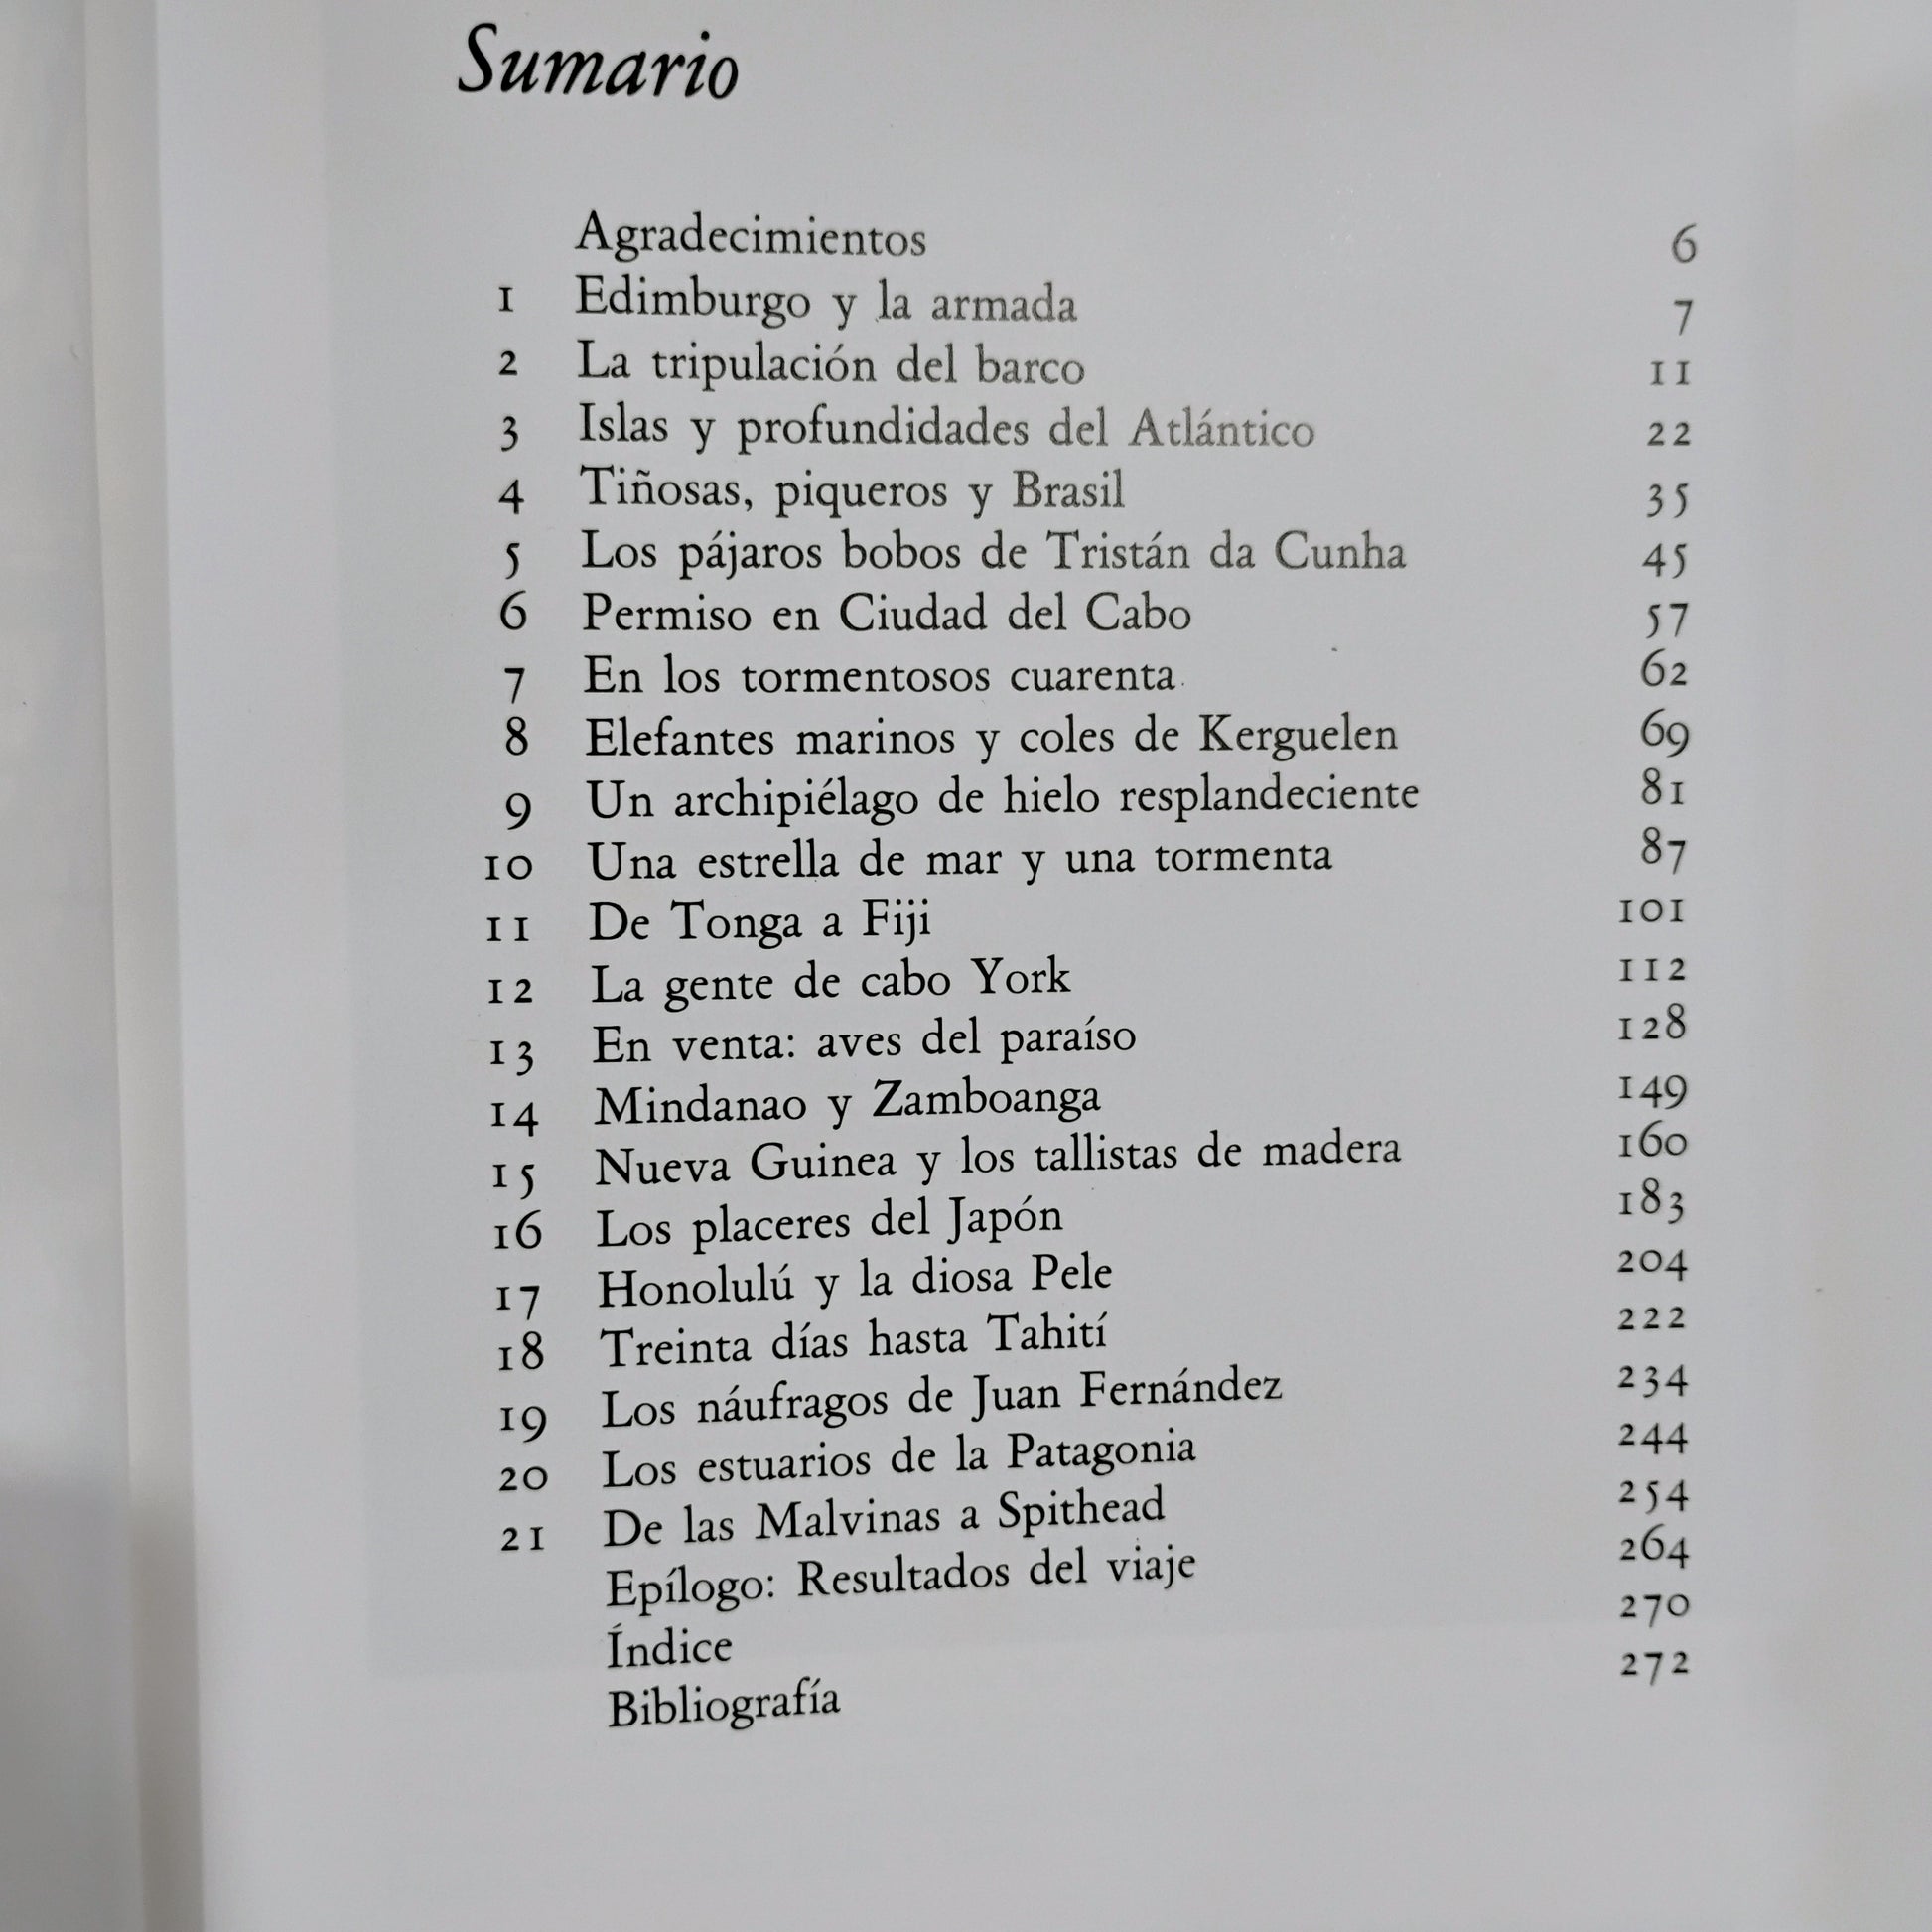 Sumario
Agradecimientos 6
1 Edimburgo y la armada 7
2 La tripulación del barco 11
3 Islas y profundidades del Atlántico 22
4 Tiñosas, piqueros y Brasil 35
5 Los pájaros bobos de Tristán da Cunha 45
6 Permiso en Ciudad del Cabo 57
7 En los tormentosos cuarenta 62
8 Elefantes marinos y coles de Kerguelen 69
9 Un archipiélago de hielo resplandeciente 81
10 Una estrella de mar y una tormenta 87
11 De Tonga a Fiji 101
12 La gente de cabo York 112
13 En venta: aves del paraíso 128
14 Mindanao y Zamboanga 149
15 Nueva Guinea y los tallistas de madera 160
16 Los placeres del Japón 183
17 Honolulú y la diosa Pele 204
18 Treinta días hasta Tahití 222
19 Los náufragos de Juan Fernández 234
20 Los estuarios de la Patagonia 244
21 De las Malvinas a Spithead 254
Epílogo: Resultados del viaje 264
Índice 270
Bibliografía 272